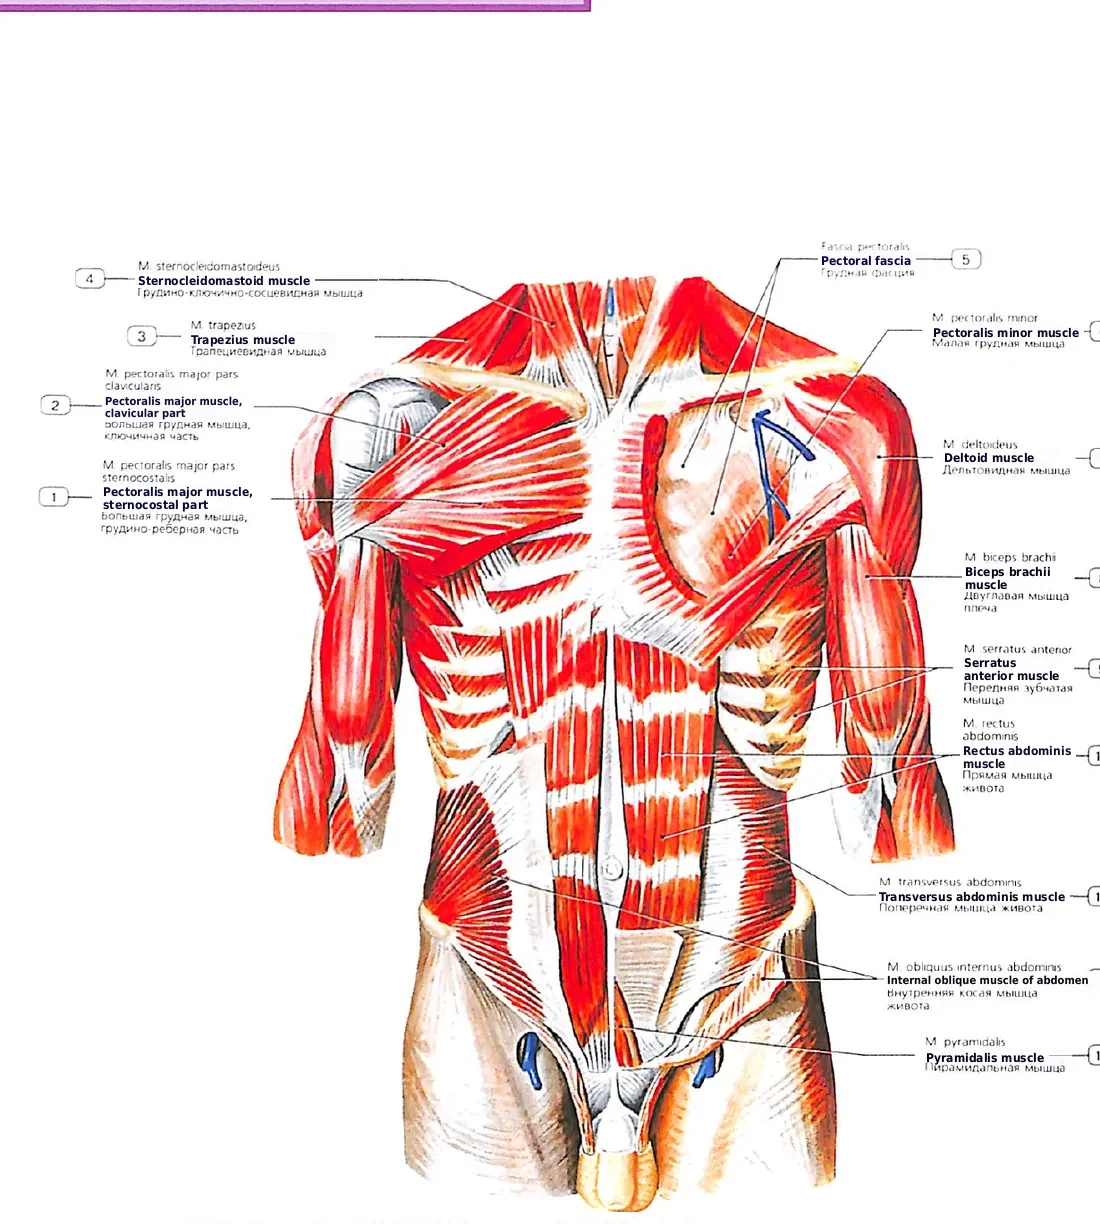 4
M. sternocleidomastoideus
Sternocleidomastoid muscle
Грудино-ключично-сосцевидная мышца
3
M. trapezius
Trapezius muscle
Трапециевидная мышца
M. pectoralis major pars
clavicularis
2
Pectoralis major muscle,
clavicular part
Большая грудная мышца,
ключичная часть
M. pectoralis major pars
sternocostalis
1
Pectoralis major muscle,
sternocostal part
Большая грудная мышца,
грудино-реберная часть
Fascia pectoralis
Pectoral fascia
5
Грудная фасция
M. pectoralis minor
Pectoralis minor muscle
Малая грудная мышца
M. deltoideus
Deltoid muscle
Дельтовидная мышца
M. biceps brachii
Biceps brachii
muscle
Двуглавая мышца
плеча
M. serratus anterior
Serratus
anterior muscle
Передняя зубчатая
мышца
M. rectus
abdominis
Rectus abdominis
muscle
Прямая мышца
живота
M. transversus abdominis
Transversus abdominis muscle
Поперечная мышца живота
M. obliquus internus abdominis
Internal oblique muscle of abdomen
Внутренняя косая мышца
живота
M. pyramidalis
Pyramidalis muscle
Пирамидальная мышца